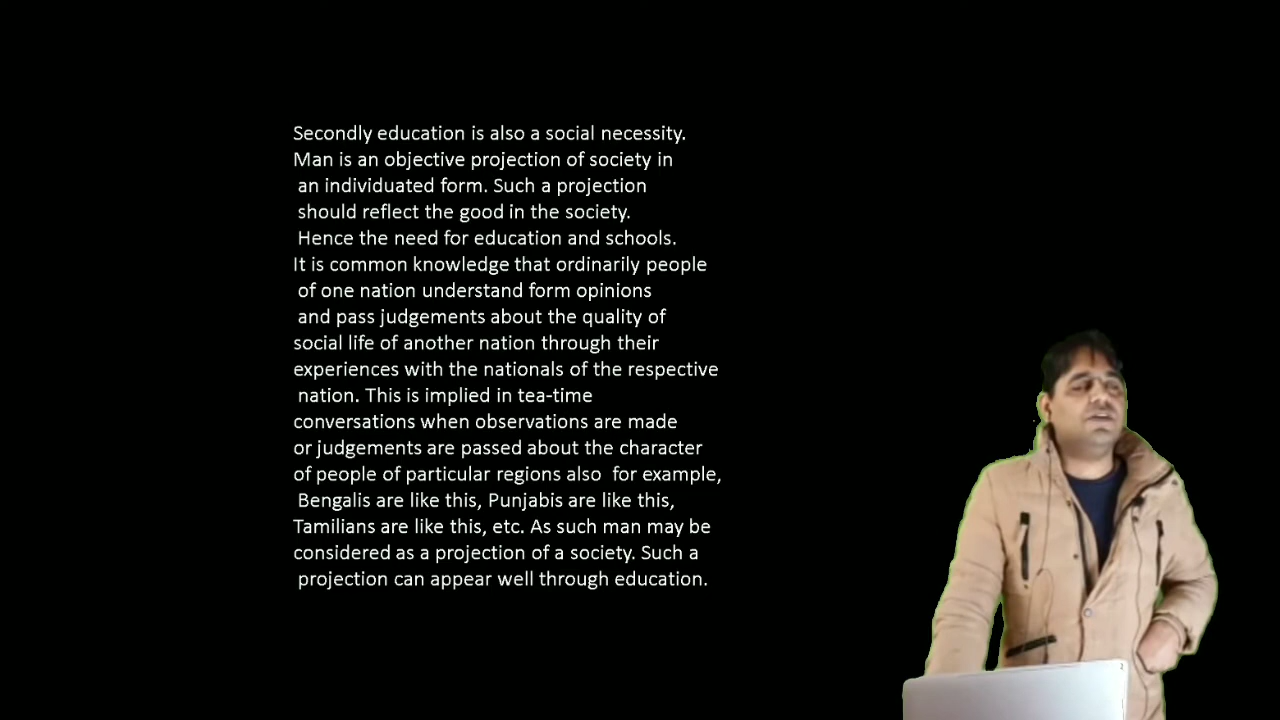 Secondly education is also a social necessity.
Man is an objective projection of society in
an individuated form. Such a projection
should reflect the good in the society.
Hence the need for education and schools.
It is common knowledge that ordinarily people
of one nation understand form opinions
and pass judgements about the quality of
social life of another nation through their
experiences with the nationals of the respective
nation. This is implied in tea-time
conversations when observations are made
or judgements are passed about the character
of people of particular regions also  for example,
Bengalis are like this, Punjabis are like this,
Tamilians are like this, etc. As such man may be
considered as a projection of a society. Such a
projection can appear well through education.